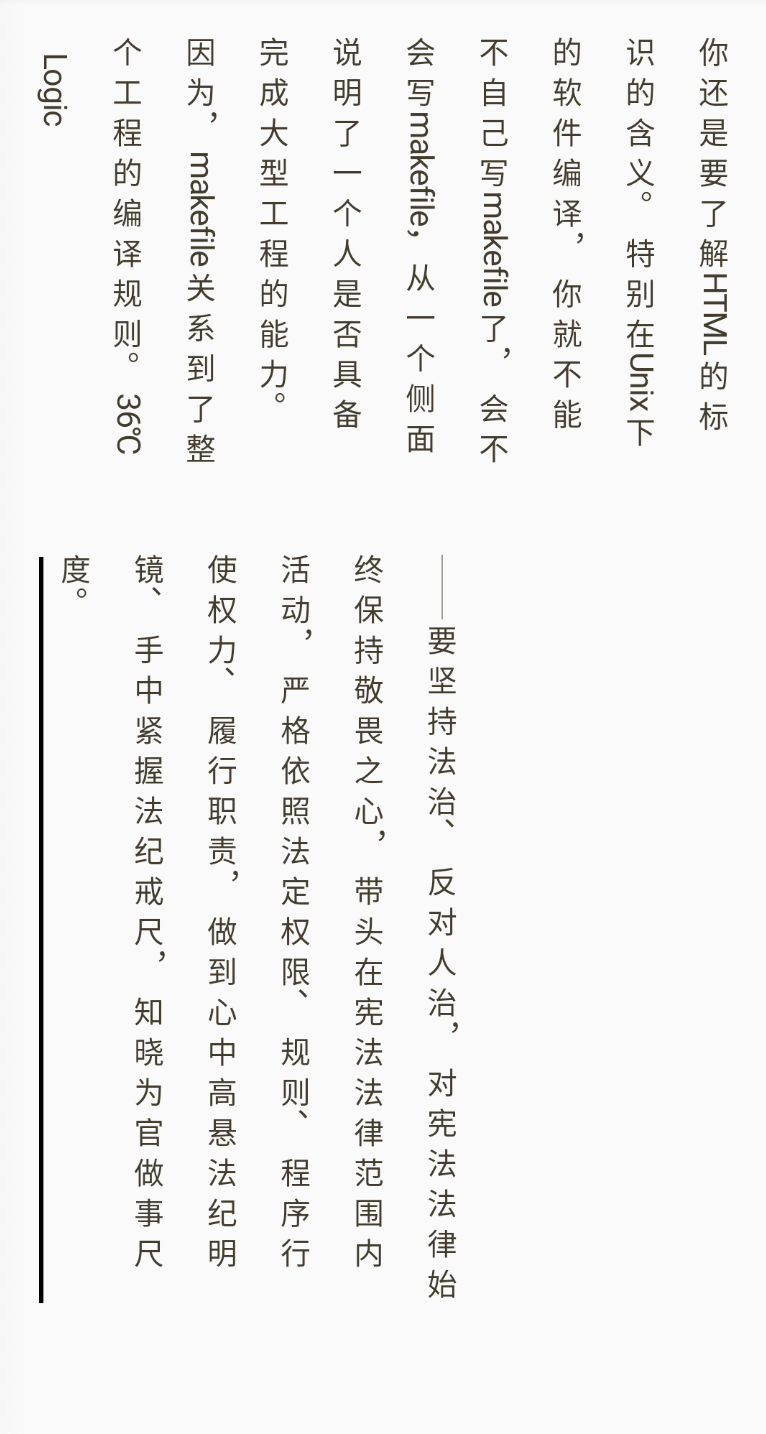 你还是要了解HTML的标
识的含义。特别在Unix下
的软件编译，你就不能
不自己写makefile了，会不
会写makefile，从一个侧面
说明了一个人是否具备
完成大型工程的能力。
因为，makefile关系到了整
个工程的编译规则。36℃
Logic
——要坚持法治、反对人治，对宪法法律始
终保持敬畏之心，带头在宪法法律范围内
活动，严格依照法定权限、规则、程序行
使权力、履行职责，做到心中高悬法纪明
镜、手中紧握法纪戒尺，知晓为官做事尺
度。